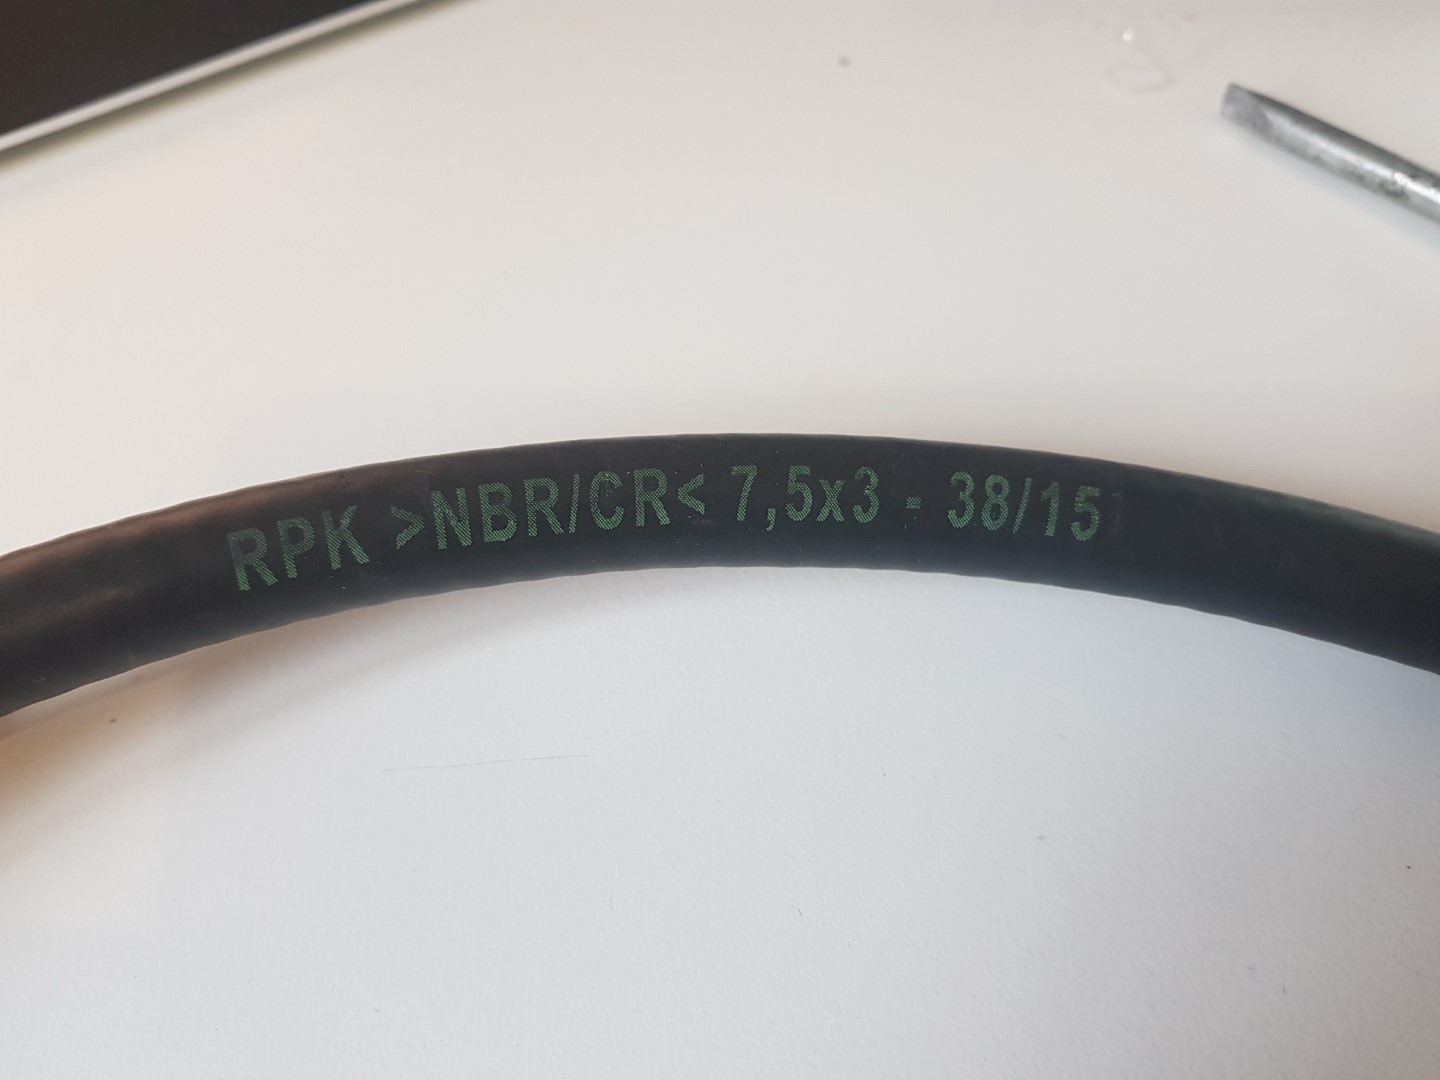 RPK >NBR/CR< 7,5x3 - 38/15